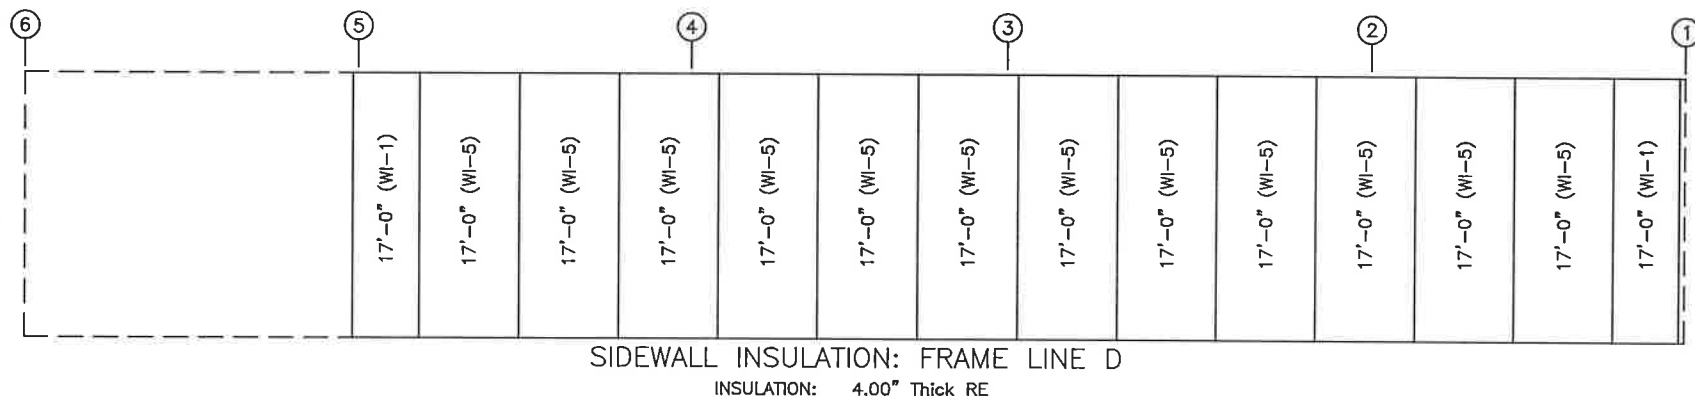 6 5 4 3 2 1
17'-0" (WI-1)
17'-0" (WI-5)
17'-0" (WI-5)
17'-0" (WI-5)
17'-0" (WI-5)
17'-0" (WI-5)
17'-0" (WI-5)
17'-0" (WI-5)
17'-0" (WI-5)
17'-0" (WI-5)
17'-0" (WI-5)
17'-0" (WI-5)
17'-0" (WI-5)
17'-0" (WI-1)
SIDEWALL INSULATION: FRAME LINE D
INSULATION: 4.00" Thick RE